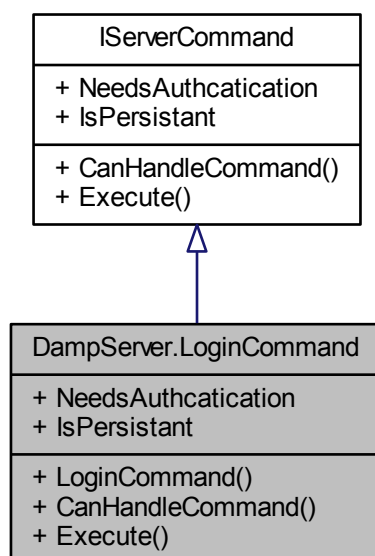 IServerCommand
+ NeedsAuthcatication
+ IsPersistant
+ CanHandleCommand()
+ Execute()
DampServer.LoginCommand
+ NeedsAuthcatication
+ IsPersistant
+ LoginCommand()
+ CanHandleCommand()
+ Execute()